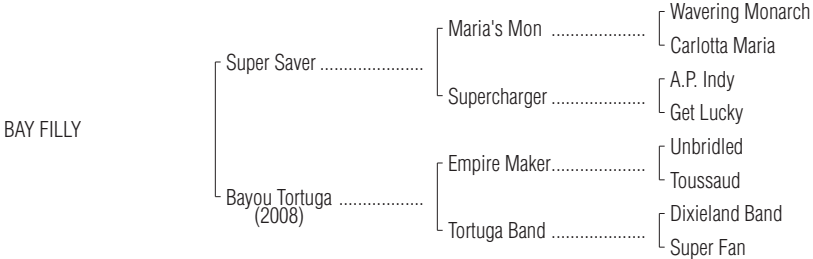 Wavering Monarch
Maria's Mon ....................
Carlotta Maria
Super Saver ......................
A.P. Indy
Supercharger ....................
Get Lucky
BAY FILLY
Unbridled
Empire Maker....................
Toussaud
Bayou Tortuga ..................
(2008)
Dixieland Band
Tortuga Band ....................
Super Fan